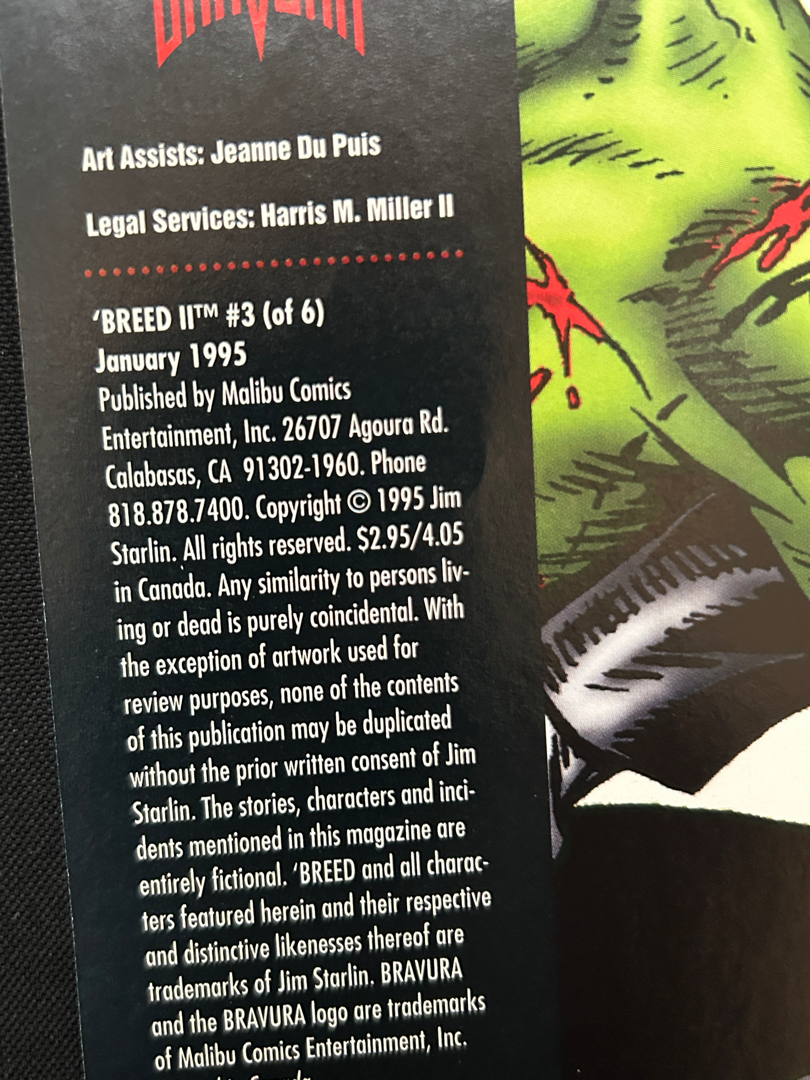 BRAVURA
Art Assists: Jeanne Du Puis
Legal Services: Harris M. Miller II
‘BREED II™ #3 (of 6)
January 1995
Published by Malibu Comics
Entertainment, Inc. 26707 Agoura Rd.
Calabasas, CA 91302-1960. Phone
818.878.7400. Copyright © 1995 Jim
Starlin. All rights reserved. $2.95/4.05
in Canada. Any similarity to persons liv-
ing or dead is purely coincidental. With
the exception of artwork used for
review purposes, none of the contents
of this publication may be duplicated
without the prior written consent of Jim
Starlin. The stories, characters and inci-
dents mentioned in this magazine are
entirely fictional. ‘BREED and all charac-
ters featured herein and their respective
and distinctive likenesses thereof are
trademarks of Jim Starlin. BRAVURA
and the BRAVURA logo are trademarks
of Malibu Comics Entertainment, Inc.